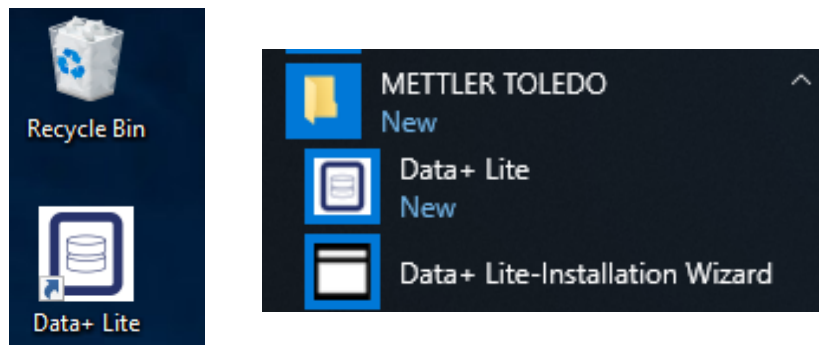 Recycle Bin
Data+ Lite
METTLER TOLEDO
New
Data+ Lite
New
Data+ Lite-Installation Wizard